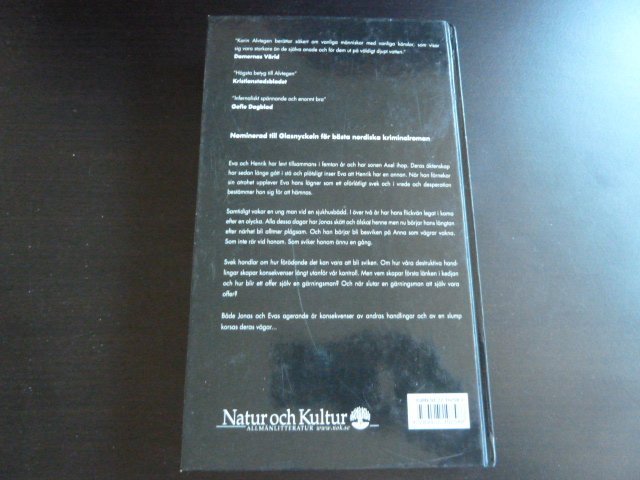 "Karin Alvtegen berättar säkert om vanliga människor med vanliga känslor, som visar
sig vara starkare än de själva anade och får dem ut på väldigt djupt vatten."
Damernas Värld
"Högsta betyg till Alvtegen"
Kristianstadsbladet
"Infernaliskt spännande och enormt bra"
Gefle Dagblad
Nominerad till Glasnyckeln för bästa nordiska kriminalroman
Eva och Henrik har levt tillsammans i femton år och har sonen Axel ihop. Deras äktenskap
har sedan länge gått i stå och plötsligt inser Eva att Henrik har en annan. När han förnekar
sin otrohet upplever Eva hans lögner som ett oförlåtligt svek och i vrede och desperation
bestämmer hon sig för att hämnas.
Samtidigt vakar en ung man vid en sjukhusbädd. I över två år har hans flickvän legat i koma
efter en olycka. Alla dessa dagar har Jonas skött och älskat henne men nu börjar hans längtan
efter närhet bli alltmer plågsam. Och han börjar bli besviken på Anna som vägrar vakna.
Som inte rör vid honom. Som sviker honom ännu en gång.
Svek handlar om hur förödande det kan vara att bli sviken. Om hur våra destruktiva hand-
lingar skapar konsekvenser långt utanför vår kontroll. Men vem skapar första länken i kedjan
och hur blir ett offer själv en gärningsman? Och när slutar en gärningsman att själv vara
offer?
Både Jonas och Evas agerande är konsekvenser av andras handlingar och av en slump
korsas deras vägar...
Natur och Kultur
ALLMÄNLITTERATUR www.nok.se